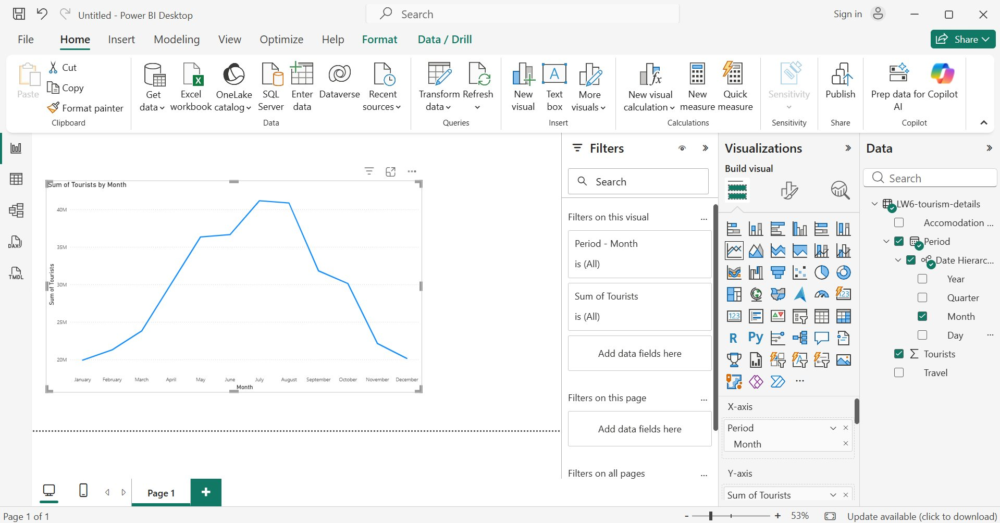 Untitled - Power BI Desktop
Search
Sign in
File
Home
Insert
Modeling
View
Optimize
Help
Format
Data / Drill
Share
Paste
Cut
Copy
Format painter
Clipboard
Get data
Excel workbook
OneLake catalog
SQL Server
Enter data
Dataverse
Recent sources
Data
Transform data
Refresh
Queries
New visual
Text box
More visuals
Insert
New visual calculation
New measure
Quick measure
Calculations
Sensitivity
Sensitivity
Publish
Share
Prep data for AI
Copilot
Copilot
DAX
TMDL
Sum of Tourists by Month
Sum of Tourists
40M
35M
30M
25M
20M
January
February
March
April
May
June
July
August
September
October
November
December
Month
Filters
Search
Filters on this visual
...
Period - Month
is (All)
Sum of Tourists
is (All)
Add data fields here
Filters on this page
...
Add data fields here
Filters on all pages
...
Visualizations
Build visual
123
123
R
Py
...
X-axis
Period
Month
Y-axis
Sum of Tourists
Data
Search
LW6-tourism-details
Accomodation ...
Period
Date Hierarc...
Year
Quarter
Month
Day
...
Tourists
Travel
Page 1
Page 1 of 1
53%
Update available (click to download)